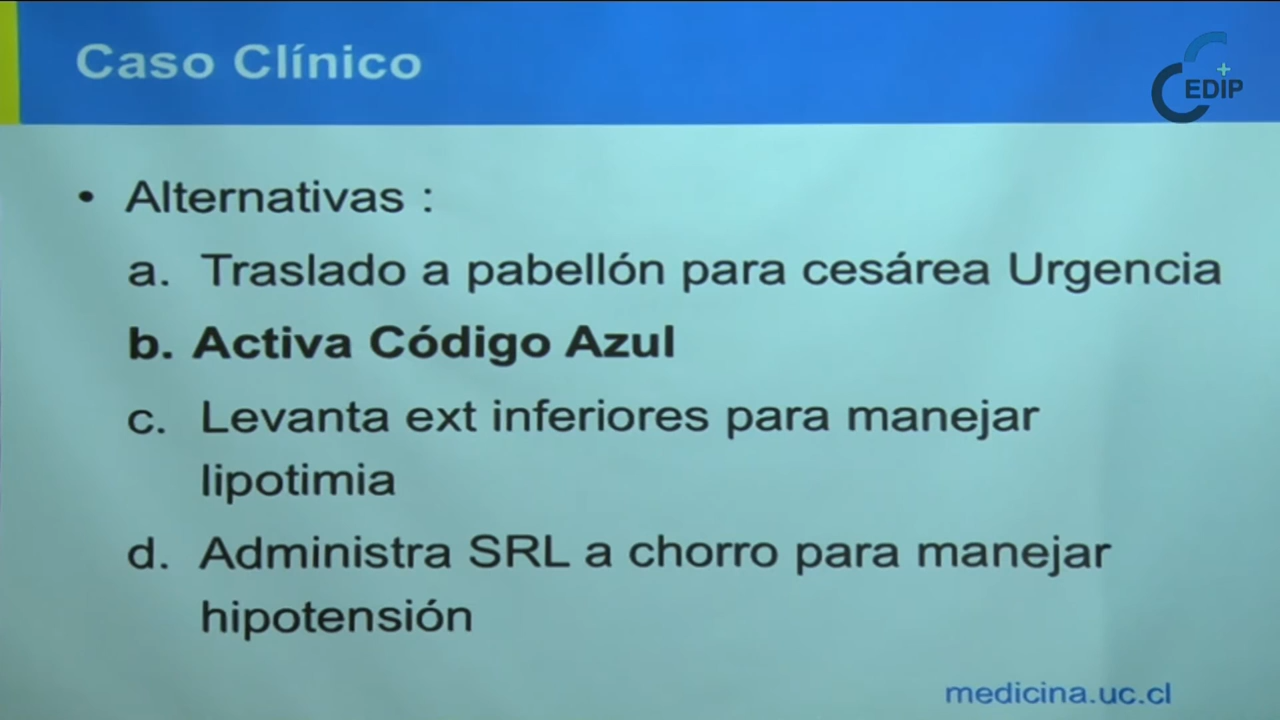 Caso Clínico
EDIP
• Alternativas :
a. Traslado a pabellón para cesárea Urgencia
b. Activa Código Azul
c. Levanta ext inferiores para manejar
lipotimia
d. Administra SRL a chorro para manejar
hipotensión
medicina.uc.cl